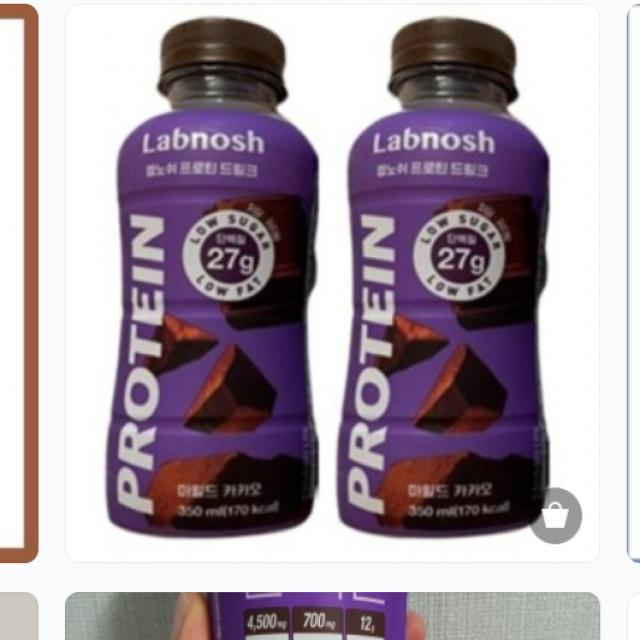 Labnosh
랩노쉬 프로틴 드링크
LOW SUGAR
단백질
27g
LOW FAT
PROTEIN
마일드 카카오
350 ml(170 kcal)
Labnosh
랩노쉬 프로틴 드링크
LOW SUGAR
단백질
27g
LOW FAT
PROTEIN
마일드 카카오
350 ml(170 kcal)
4,500mg
700mg
12g